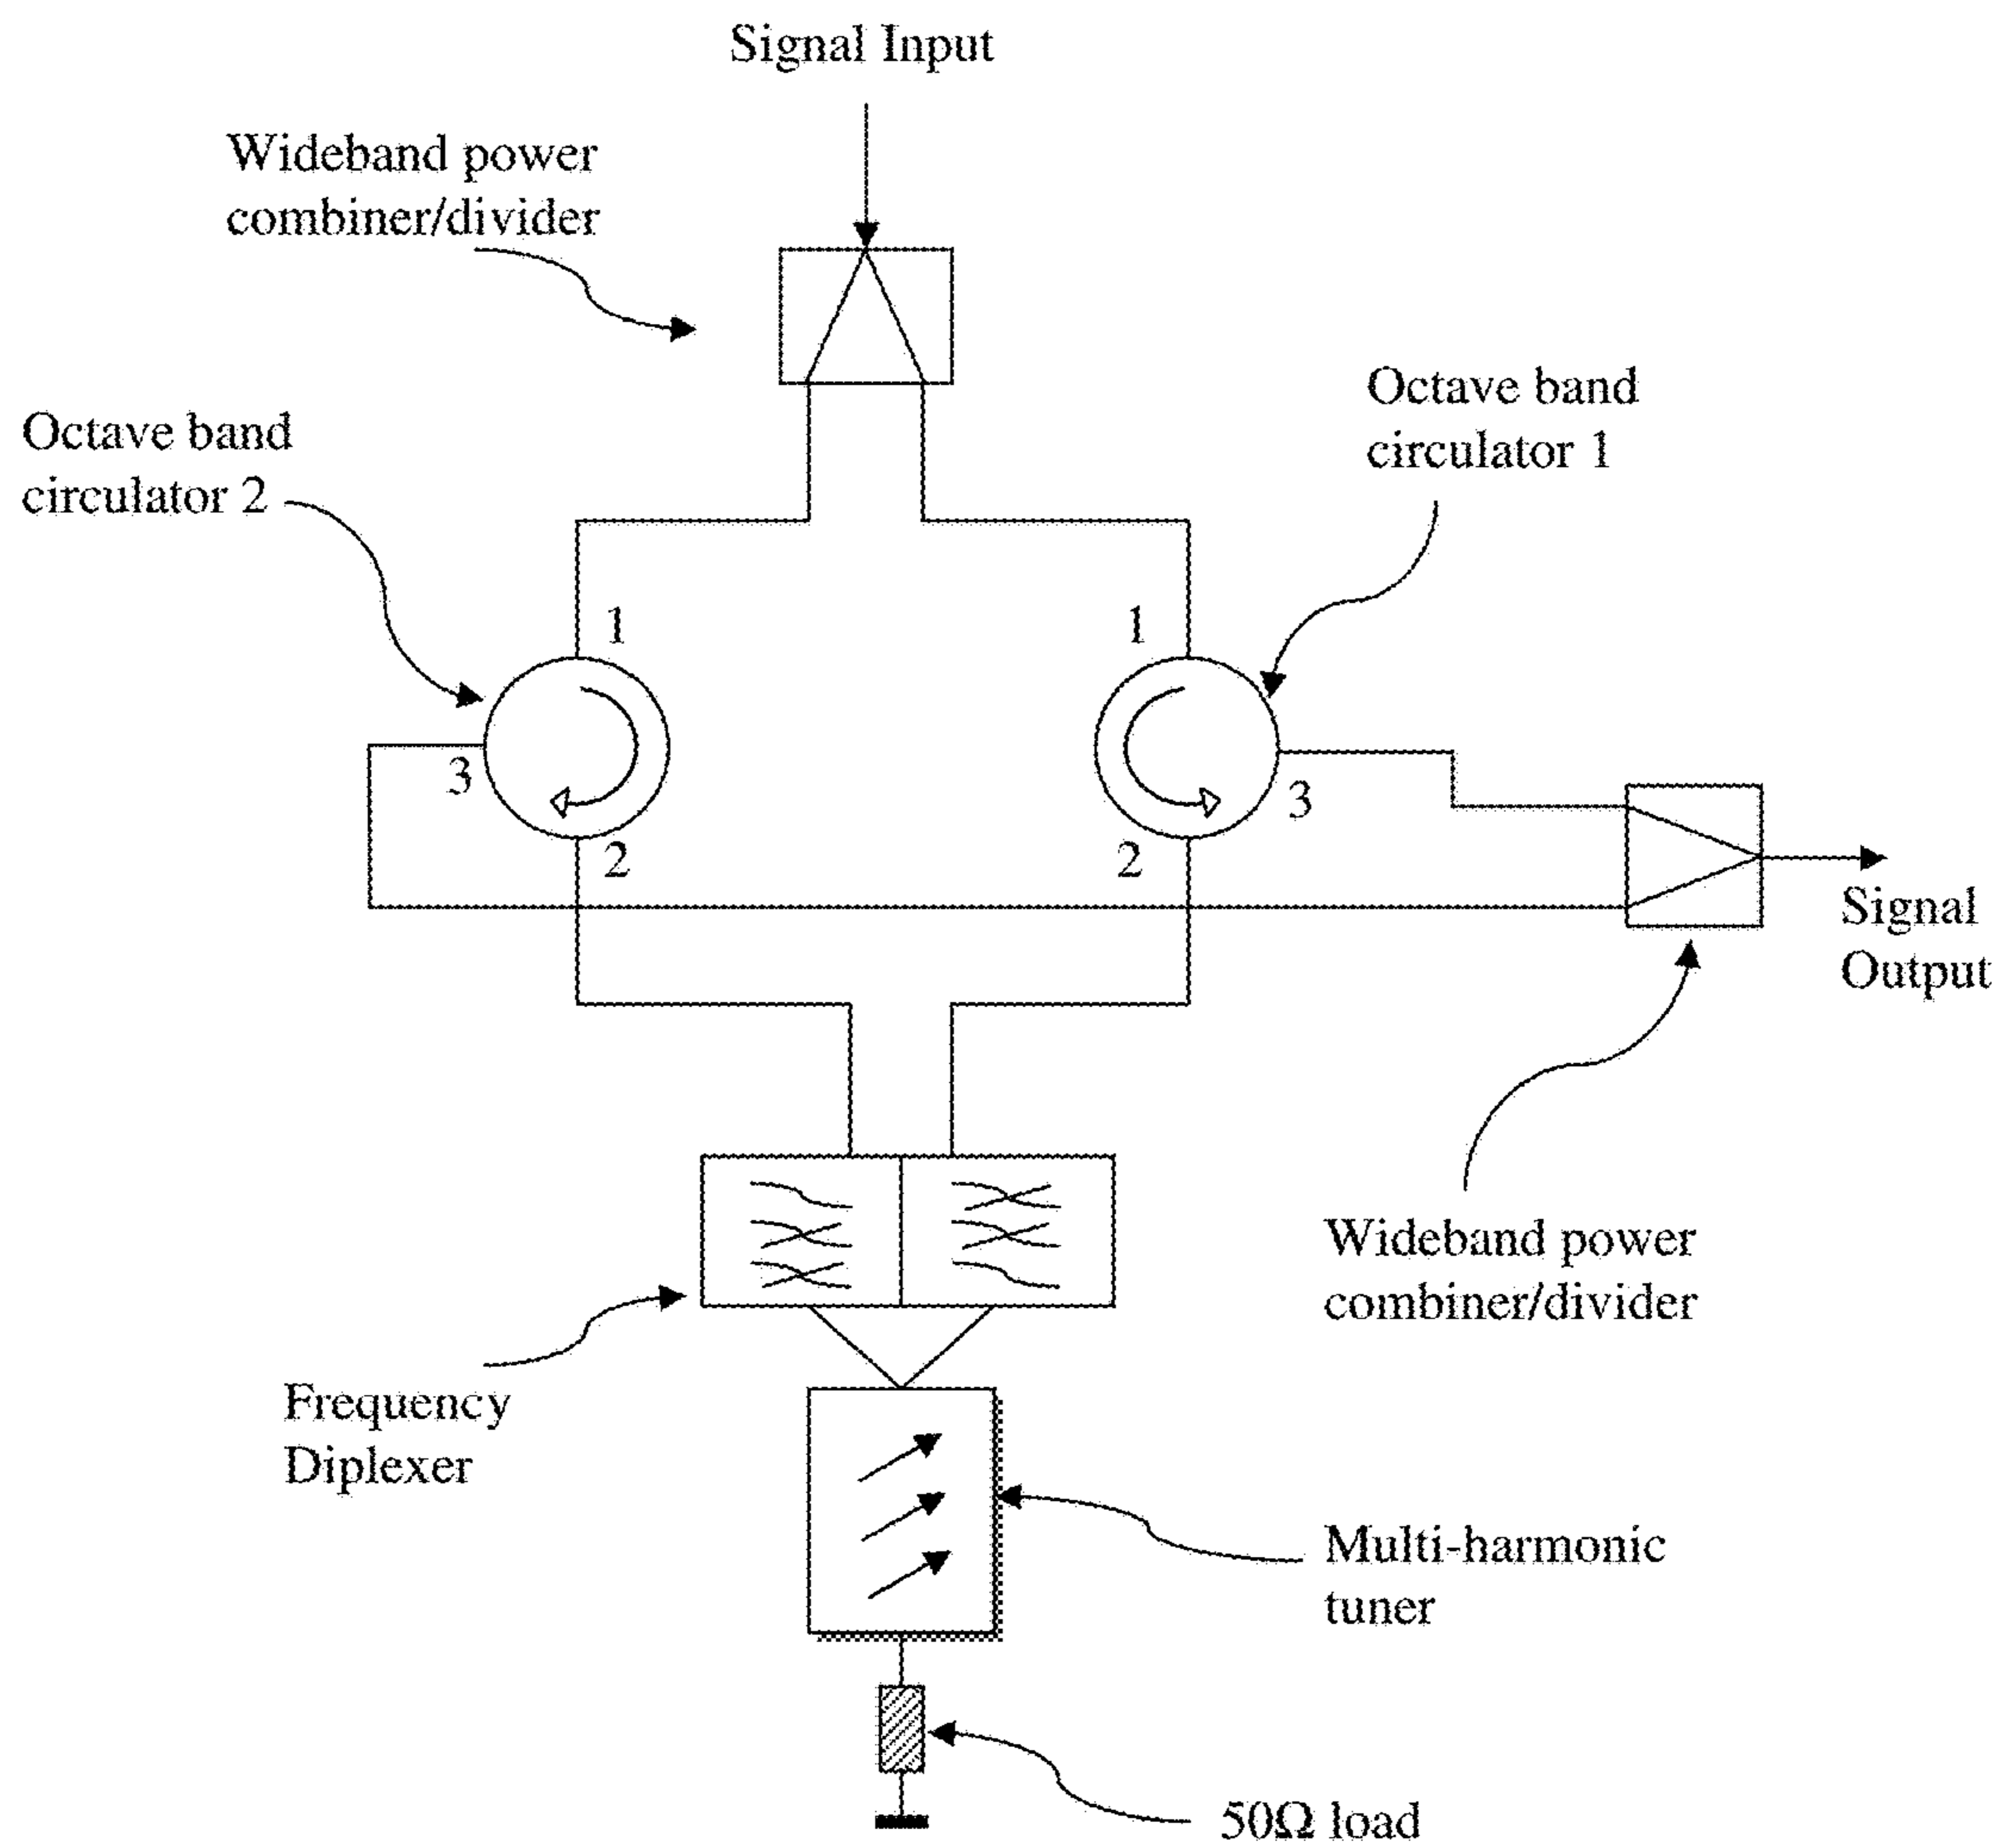 Signal Input
Wideband power
combiner/divider
Octave band
circulator 1
Octave band
circulator 2
1
1
3
3
2
2
Signal
Output
Wideband power
combiner/divider
Frequency
Diplexer
Multi-harmonic
tuner
50Ω load